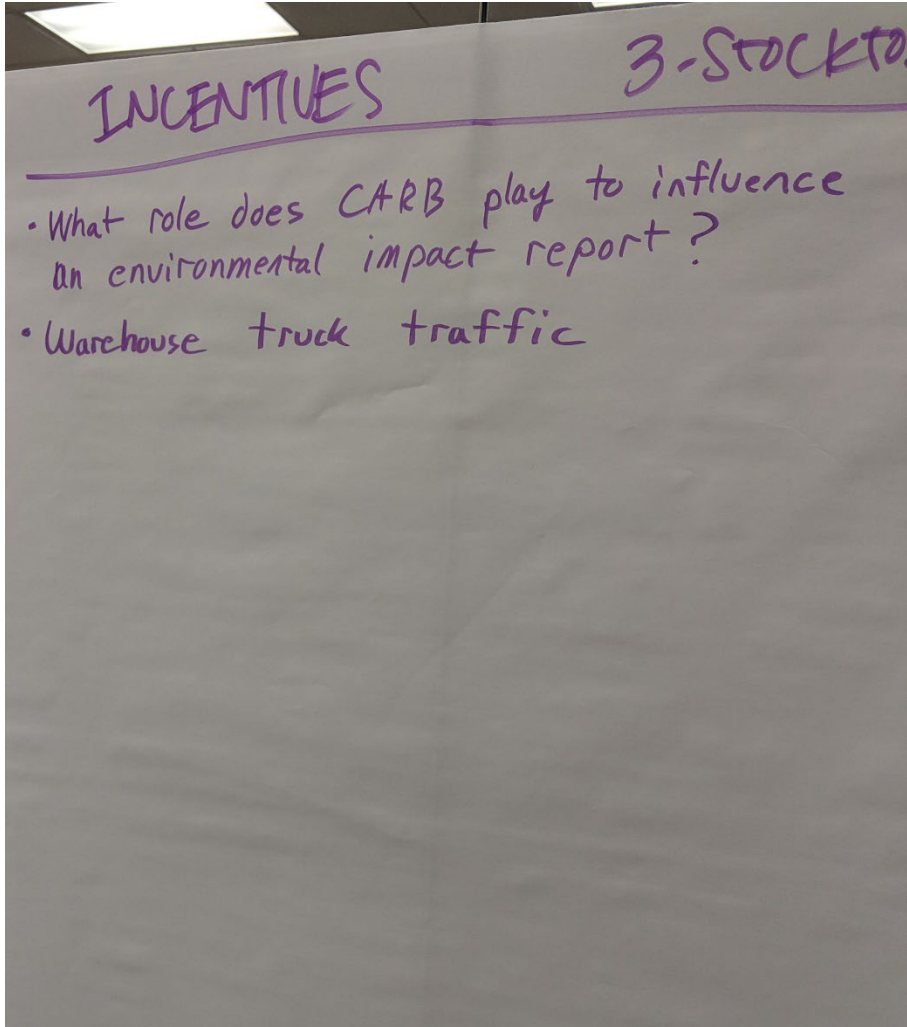 INCENTIVES 3-STOCKTO
• What role does CARB play to influence
an environmental impact report?
• Warehouse truck traffic